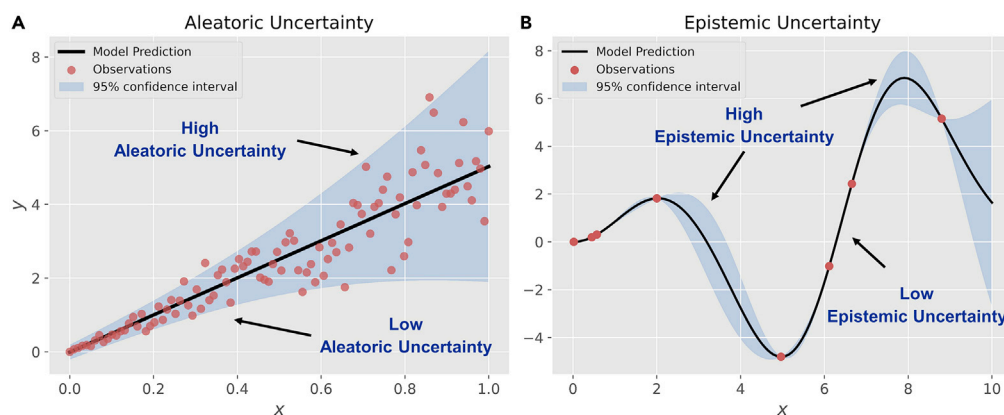 A
Aleatoric Uncertainty
Model Prediction
Observations
95% confidence interval
High
Aleatoric Uncertainty
Low
Aleatoric Uncertainty
y
8
6
4
2
0
0.0 0.2 0.4 0.6 0.8 1.0
x
B
Epistemic Uncertainty
Model Prediction
Observations
95% confidence interval
High
Epistemic Uncertainty
Low
Epistemic Uncertainty
8
6
4
2
0
−2
−4
0 2 4 6 8 10
x